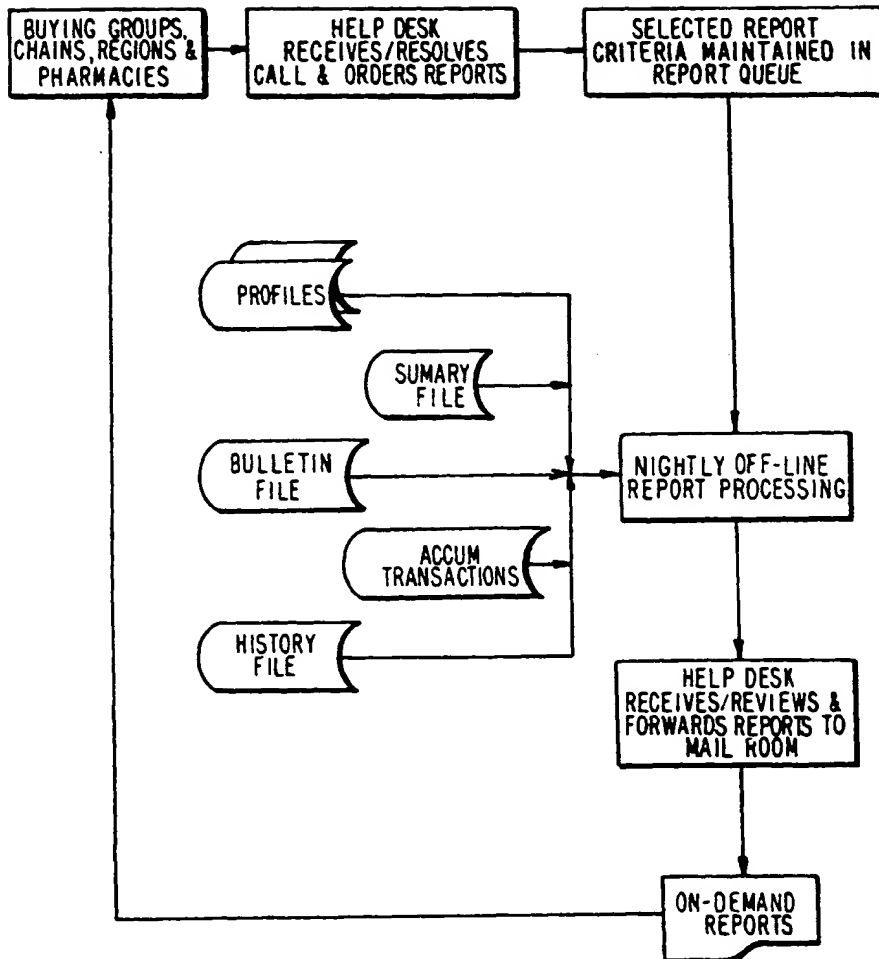 BUYING GROUPS,
CHAINS, REGIONS &
PHARMACIES
HELP DESK
RECEIVES/RESOLVES
CALL & ORDERS REPORTS
SELECTED REPORT
CRITERIA MAINTAINED IN
REPORT QUEUE
PROFILES
SUMARY
FILE
BULLETIN
FILE
NIGHTLY OFF-LINE
REPORT PROCESSING
ACCUM
TRANSACTIONS
HISTORY
FILE
HELP DESK
RECEIVES/REVIEWS &
FORWARDS REPORTS TO
MAIL ROOM
ON-DEMAND
REPORTS